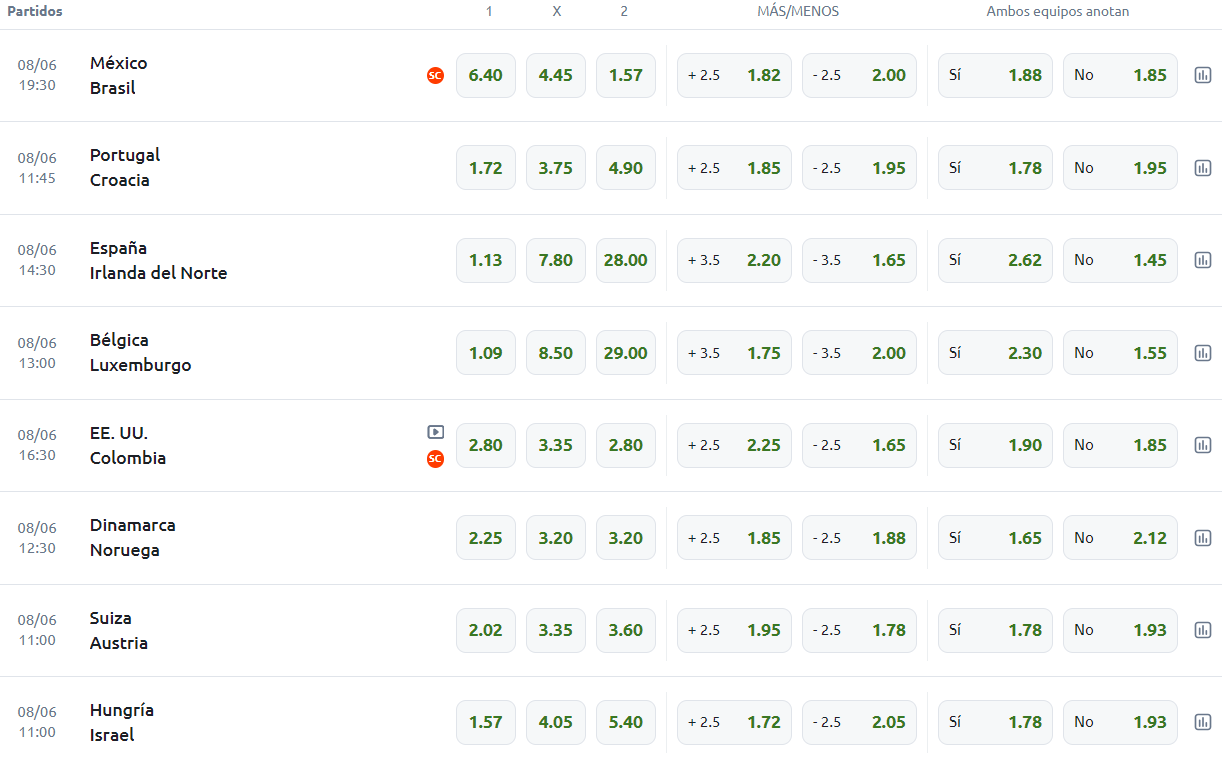 Partidos 1 X 2 MÁS/MENOS Ambos equipos anotan
08/06 México
19:30 Brasil
SC 6.40 4.45 1.57 + 2.5 1.82 - 2.5 2.00 Sí 1.88 No 1.85
08/06 Portugal
11:45 Croacia
1.72 3.75 4.90 + 2.5 1.85 - 2.5 1.95 Sí 1.78 No 1.95
08/06 España
14:30 Irlanda del Norte
1.13 7.80 28.00 + 3.5 2.20 - 3.5 1.65 Sí 2.62 No 1.45
08/06 Bélgica
13:00 Luxemburgo
1.09 8.50 29.00 + 3.5 1.75 - 3.5 2.00 Sí 2.30 No 1.55
08/06 EE. UU.
16:30 Colombia
SC 2.80 3.35 2.80 + 2.5 2.25 - 2.5 1.65 Sí 1.90 No 1.85
08/06 Dinamarca
12:30 Noruega
2.25 3.20 3.20 + 2.5 1.85 - 2.5 1.88 Sí 1.65 No 2.12
08/06 Suiza
11:00 Austria
2.02 3.35 3.60 + 2.5 1.95 - 2.5 1.78 Sí 1.78 No 1.93
08/06 Hungría
11:00 Israel
1.57 4.05 5.40 + 2.5 1.72 - 2.5 2.05 Sí 1.78 No 1.93